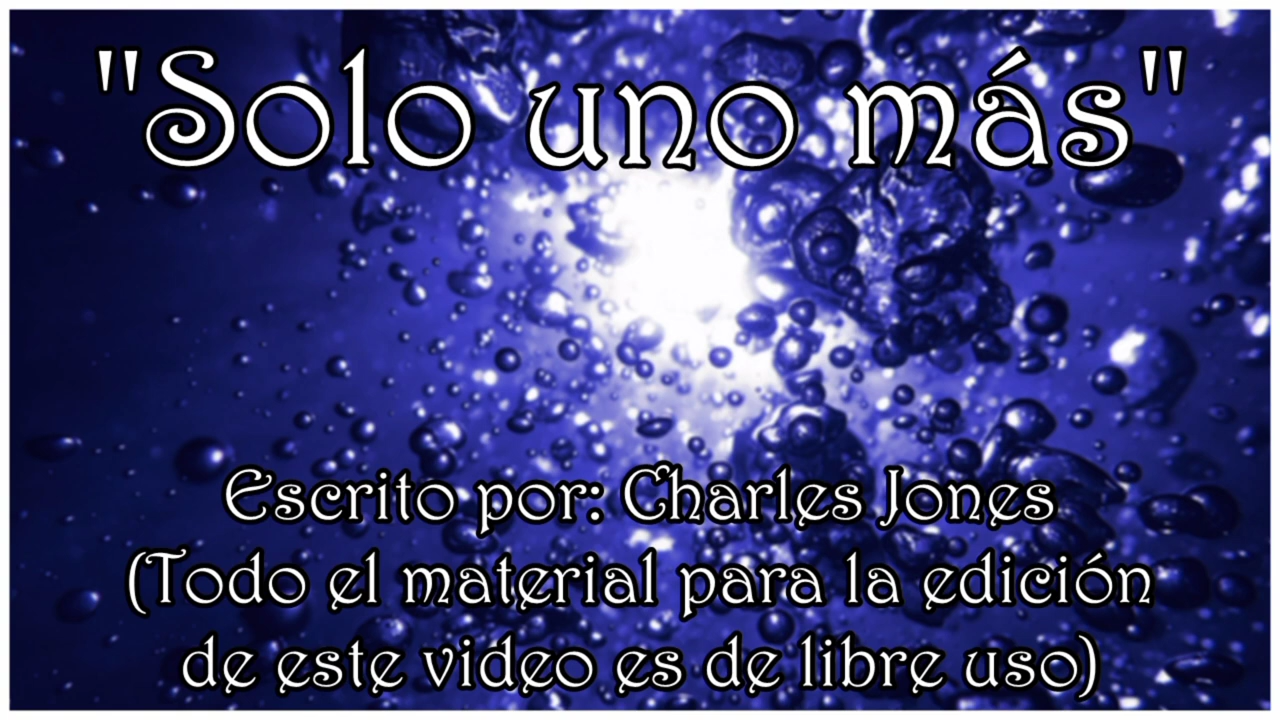 "Solo uno más"
Escrito por: Charles Jones
(Todo el material para la edición
de este video es de libre uso)